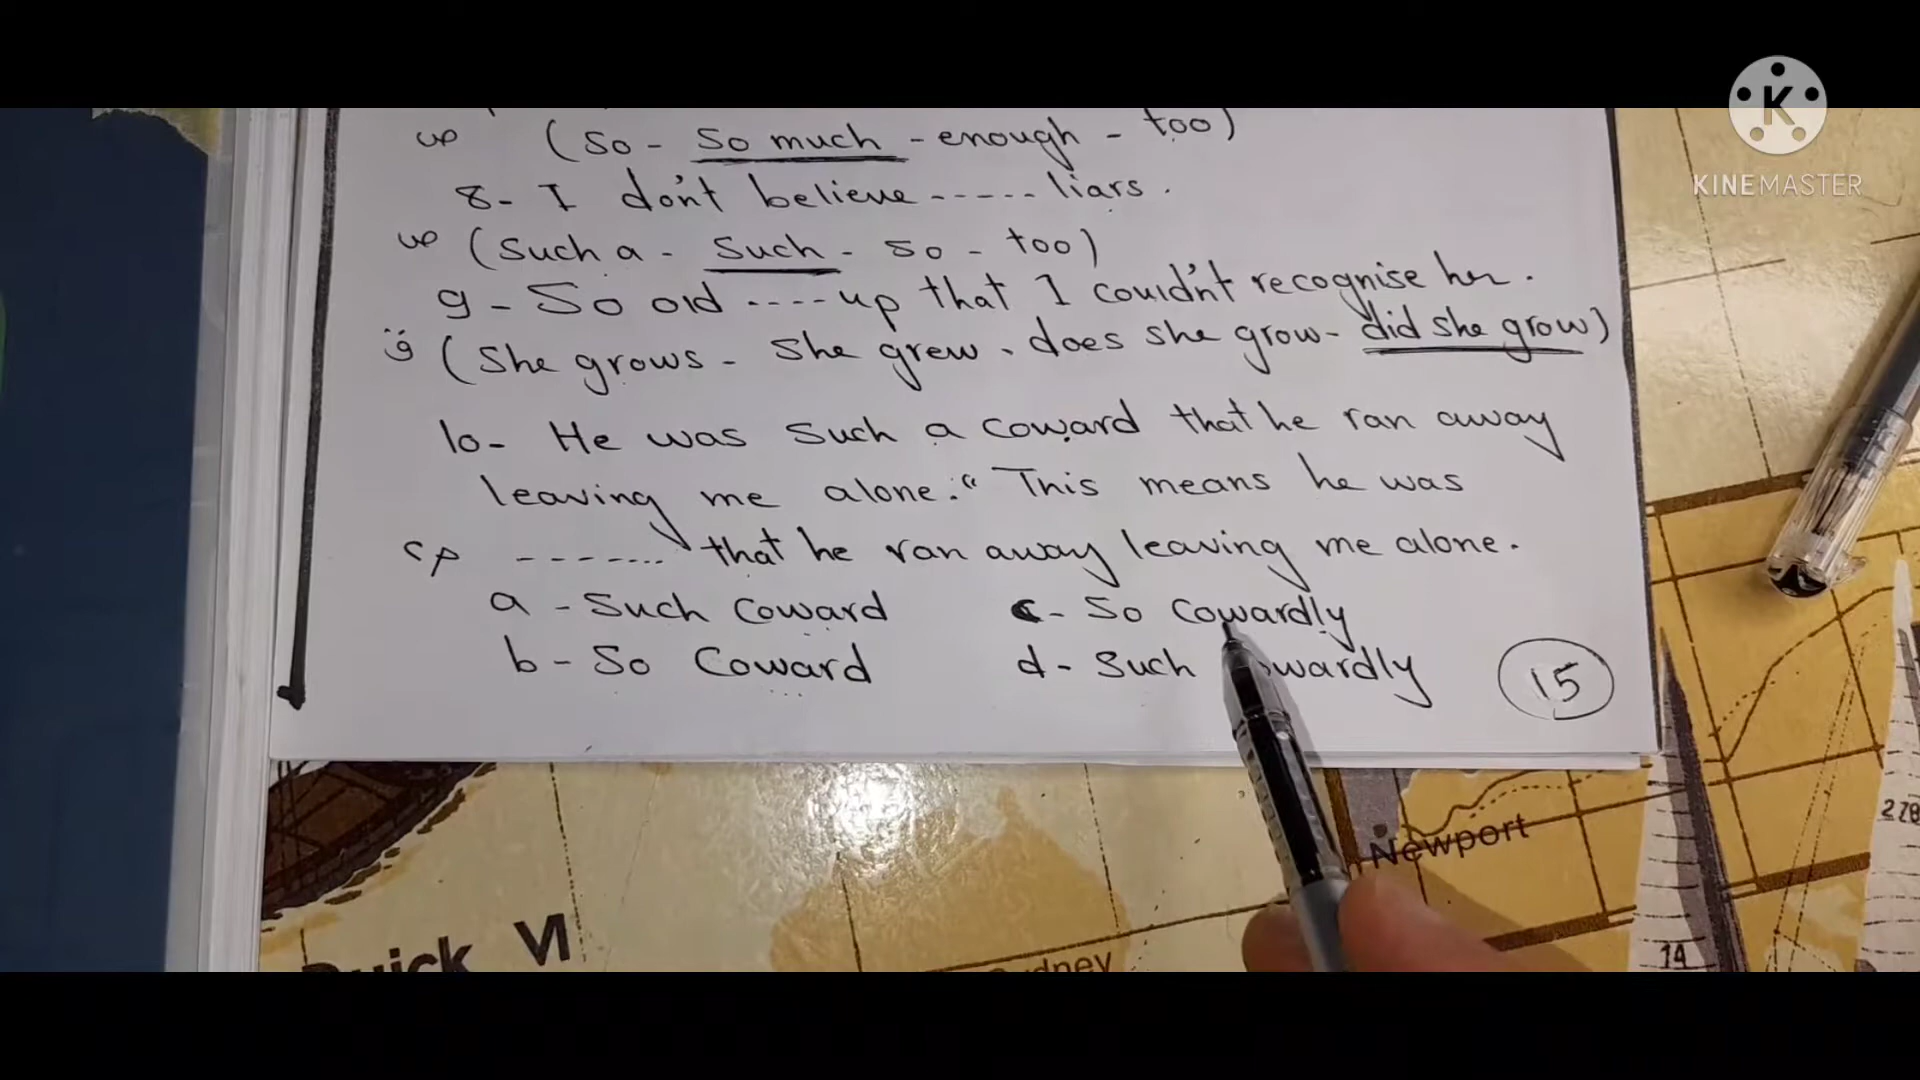 (so - so much - enough - too)
8- I don't believe ----- liars.
(such a - such - so - too)
9 - So old ---- up that I couldn't recognise her.
(She grows - She grew - does she grow - did she grow)
10- He was such a coward that he ran away
leaving me alone." This means he was
------- that he ran away leaving me alone.
a - Such Coward
c - So Cowardly
b - So Coward
d - Such
15
KINEMASTER
Newport
278
14
VI